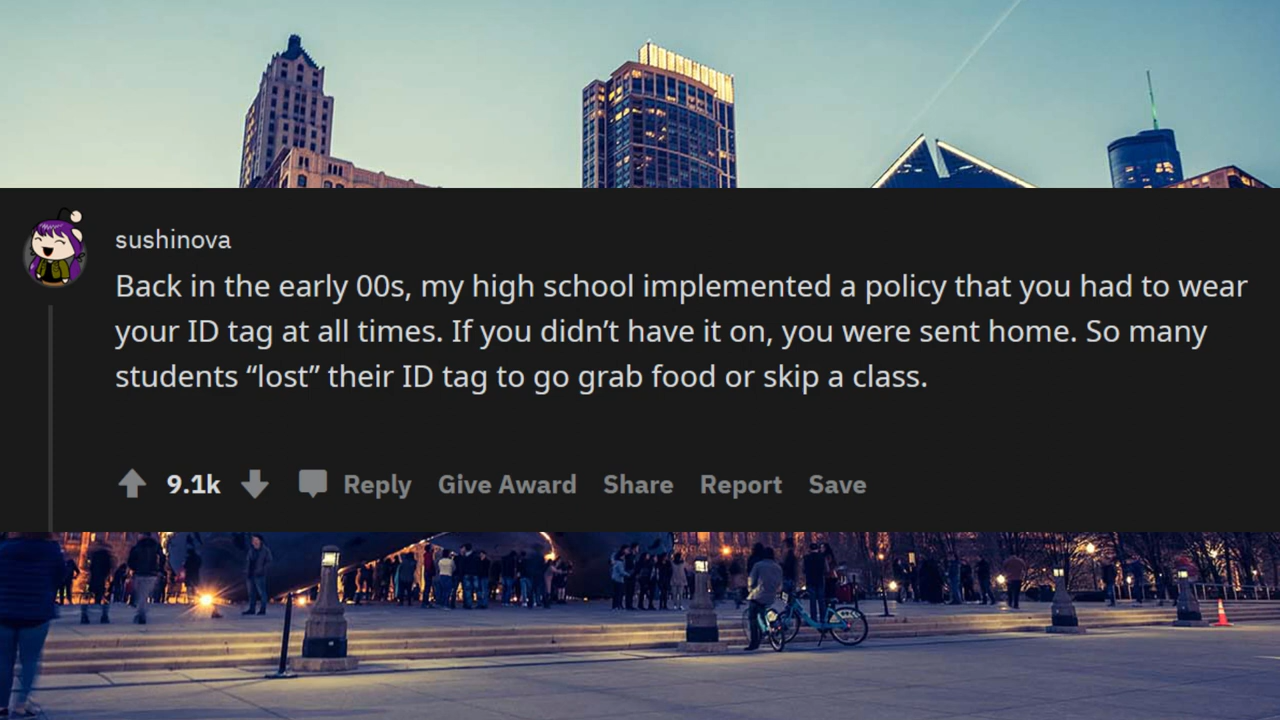 sushinova
Back in the early 00s, my high school implemented a policy that you had to wear
your ID tag at all times. If you didn’t have it on, you were sent home. So many
students “lost” their ID tag to go grab food or skip a class.
9.1k Reply Give Award Share Report Save